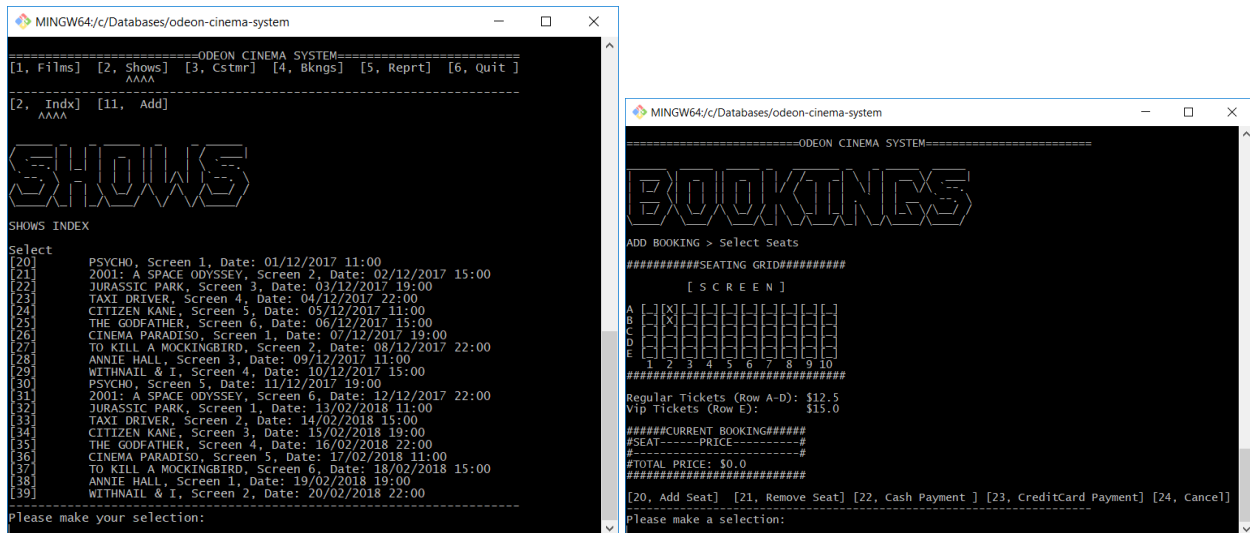 MINGW64:/c/Databases/odeon-cinema-system
===========================ODEON CINEMA SYSTEM==========================
[1, Films]  [2, Shows]  [3, Cstmr]  [4, Bkngs]  [5, Reprt]  [6, Quit ]
^^^^
[2,  Indx]  [11,  Add]
^^^^
SHOWS
SHOWS INDEX
Select
[20]       PSYCHO, Screen 1, Date: 01/12/2017 11:00
[21]       2001: A SPACE ODYSSEY, Screen 2, Date: 02/12/2017 15:00
[22]       JURASSIC PARK, Screen 3, Date: 03/12/2017 19:00
[23]       TAXI DRIVER, Screen 4, Date: 04/12/2017 22:00
[24]       CITIZEN KANE, Screen 5, Date: 05/12/2017 11:00
[25]       THE GODFATHER, Screen 6, Date: 06/12/2017 15:00
[26]       CINEMA PARADISO, Screen 1, Date: 07/12/2017 19:00
[27]       TO KILL A MOCKINGBIRD, Screen 2, Date: 08/12/2017 22:00
[28]       ANNIE HALL, Screen 3, Date: 09/12/2017 11:00
[29]       WITHNAIL & I, Screen 4, Date: 10/12/2017 15:00
[30]       PSYCHO, Screen 5, Date: 11/12/2017 19:00
[31]       2001: A SPACE ODYSSEY, Screen 6, Date: 12/12/2017 22:00
[32]       JURASSIC PARK, Screen 1, Date: 13/02/2018 11:00
[33]       TAXI DRIVER, Screen 2, Date: 14/02/2018 15:00
[34]       CITIZEN KANE, Screen 3, Date: 15/02/2018 19:00
[35]       THE GODFATHER, Screen 4, Date: 16/02/2018 22:00
[36]       CINEMA PARADISO, Screen 5, Date: 17/02/2018 11:00
[37]       TO KILL A MOCKINGBIRD, Screen 6, Date: 18/02/2018 15:00
[38]       ANNIE HALL, Screen 1, Date: 19/02/2018 19:00
[39]       WITHNAIL & I, Screen 2, Date: 20/02/2018 22:00
Please make your selection:
MINGW64:/c/Databases/odeon-cinema-system
==========================ODEON CINEMA SYSTEM=========================
BOOKINGS
ADD BOOKING > Select Seats
###########SEATING GRID##########
[ S C R E E N ]
A [_][X][_][_][_][_][_][_][_][_]
B [_][X][_][_][_][_][_][_][_][_]
C [_][_][_][_][_][_][_][_][_][_]
D [_][_][_][_][_][_][_][_][_][_]
E [_][_][_][_][_][_][_][_][_][_]
1  2  3  4  5  6  7  8  9 10
#################################
Regular Tickets (Row A-D): $12.5
Vip Tickets (Row E):       $15.0
######CURRENT BOOKING######
#SEAT------PRICE----------#
#-------------------------#
#TOTAL PRICE: $0.0
###########################
[20, Add Seat]  [21, Remove Seat] [22, Cash Payment ] [23, CreditCard Payment] [24, Cancel]
Please make a selection: